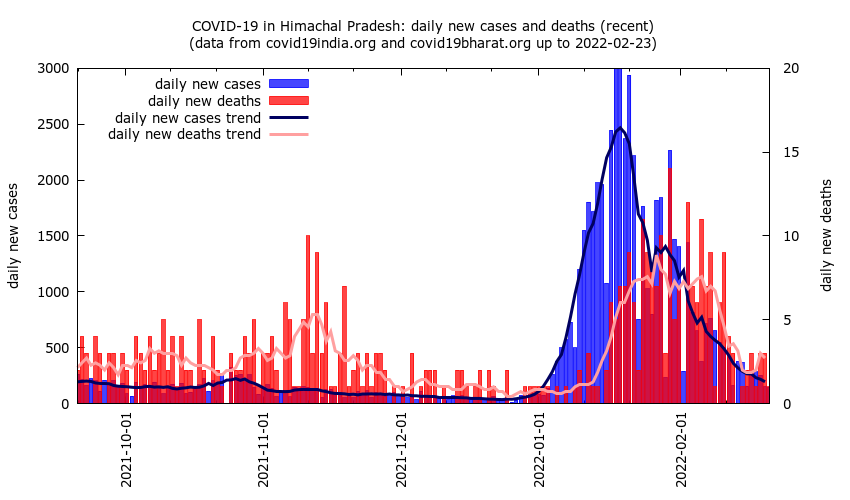 COVID-19 in Himachal Pradesh: daily new cases and deaths (recent)
(data from covid19india.org and covid19bharat.org up to 2022-02-23)
daily new cases
daily new deaths
daily new cases trend
daily new deaths trend
3000
2500
2000
1500
1000
500
0
20
15
10
5
0
daily new cases
daily new deaths
2021-10-01
2021-11-01
2021-12-01
2022-01-01
2022-02-01